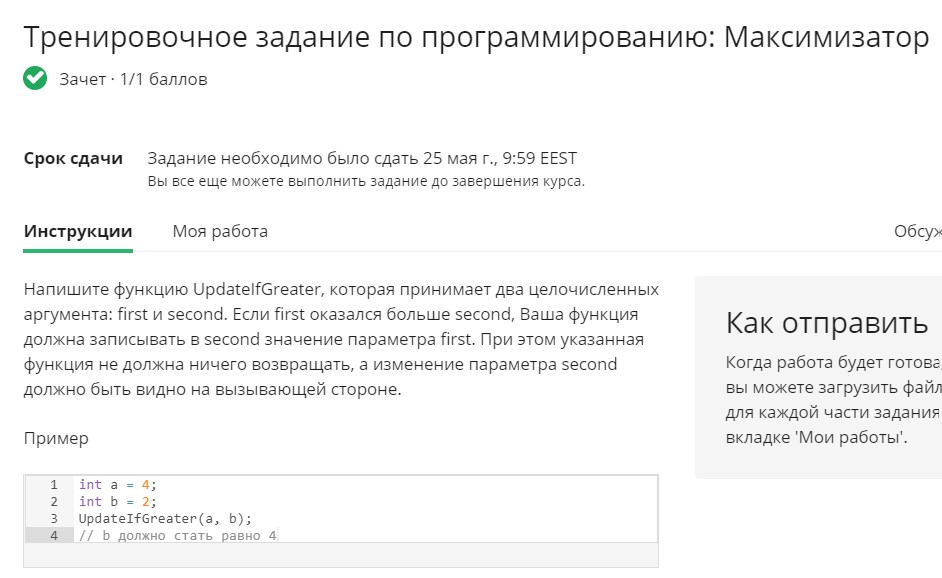 Тренировочное задание по программированию: Максимизатор
Зачет · 1/1 баллов
Срок сдачи Задание необходимо было сдать 25 мая г., 9:59 EEST
Вы все еще можете выполнить задание до завершения курса.
Инструкции Моя работа Обсуж
Напишите функцию UpdateIfGreater, которая принимает два целочисленных
аргумента: first и second. Если first оказался больше second, Ваша функция
должна записывать в second значение параметра first. При этом указанная
функция не должна ничего возвращать, а изменение параметра second
должно быть видно на вызывающей стороне.
Пример
1 int a = 4;
2 int b = 2;
3 UpdateIfGreater(a, b);
4 // b должно стать равно 4
Как отправить
Когда работа будет готова,
вы можете загрузить файл
для каждой части задания
вкладке 'Мои работы'.